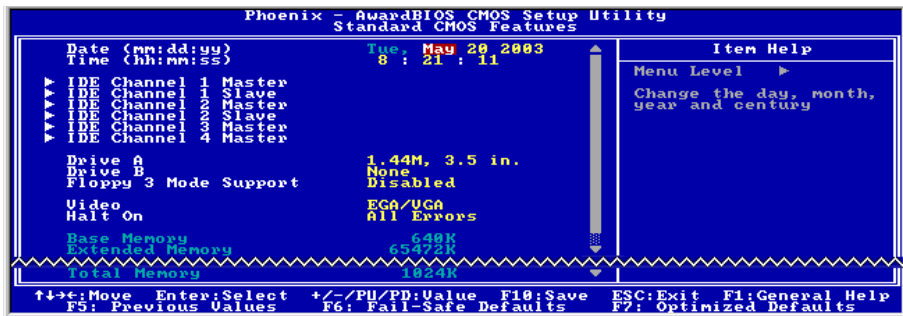 Phoenix - AwardBIOS CMOS Setup Utility
Standard CMOS Features
Date (mm:dd:yy) Tue, May 20 2003
Time (hh:mm:ss) 8 : 21 : 11
► IDE Channel 1 Master
► IDE Channel 1 Slave
► IDE Channel 2 Master
► IDE Channel 2 Slave
► IDE Channel 3 Master
► IDE Channel 4 Master
Drive A 1.44M, 3.5 in.
Drive B None
Floppy 3 Mode Support Disabled
Video EGA/VGA
Halt On All Errors
Base Memory 640K
Extended Memory 65472K
Total Memory 1024K
Item Help
Menu Level ►
Change the day, month,
year and century
↑↓→←:Move Enter:Select +/-/PU/PD:Value F10:Save ESC:Exit F1:General Help
F5: Previous Values F6: Fail-Safe Defaults F7: Optimized Defaults